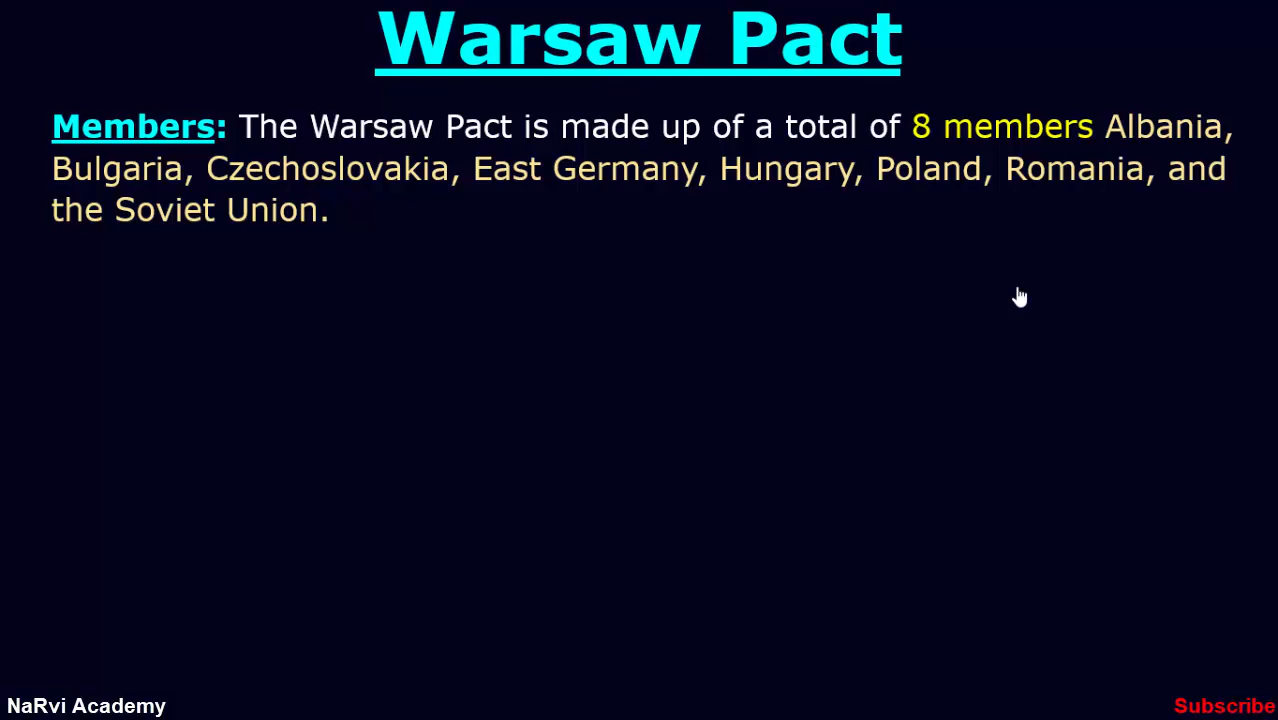 Warsaw Pact
Members: The Warsaw Pact is made up of a total of 8 members Albania,
Bulgaria, Czechoslovakia, East Germany, Hungary, Poland, Romania, and
the Soviet Union.
NaRvi Academy
Subscribe